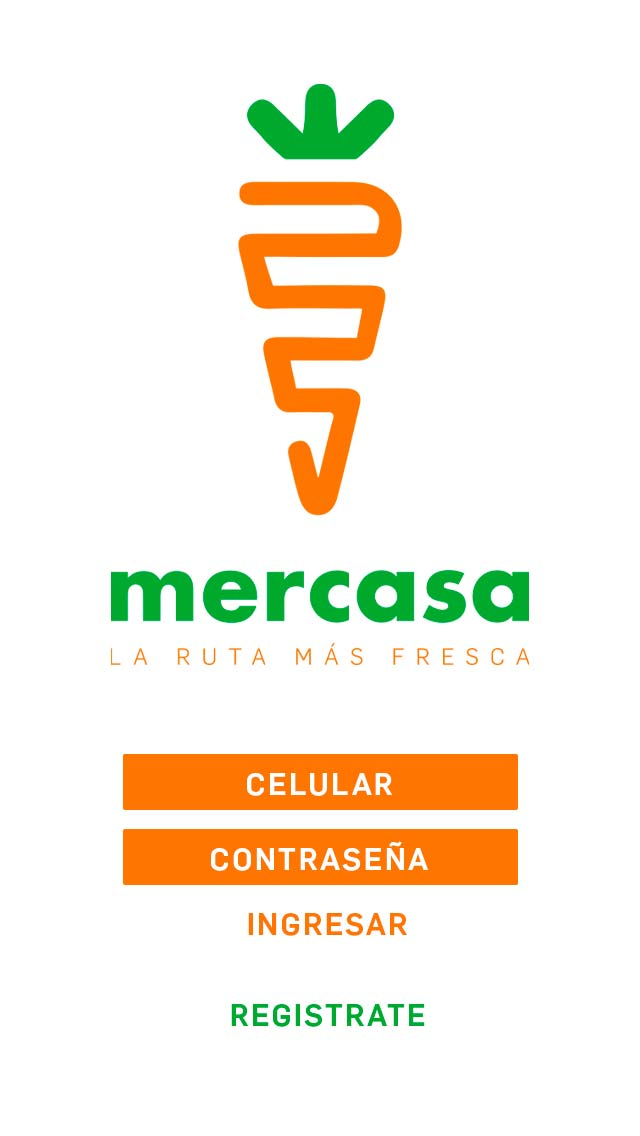 mercasa
LA RUTA MÁS FRESCA
CELULAR
CONTRASEÑA
INGRESAR
REGISTRATE